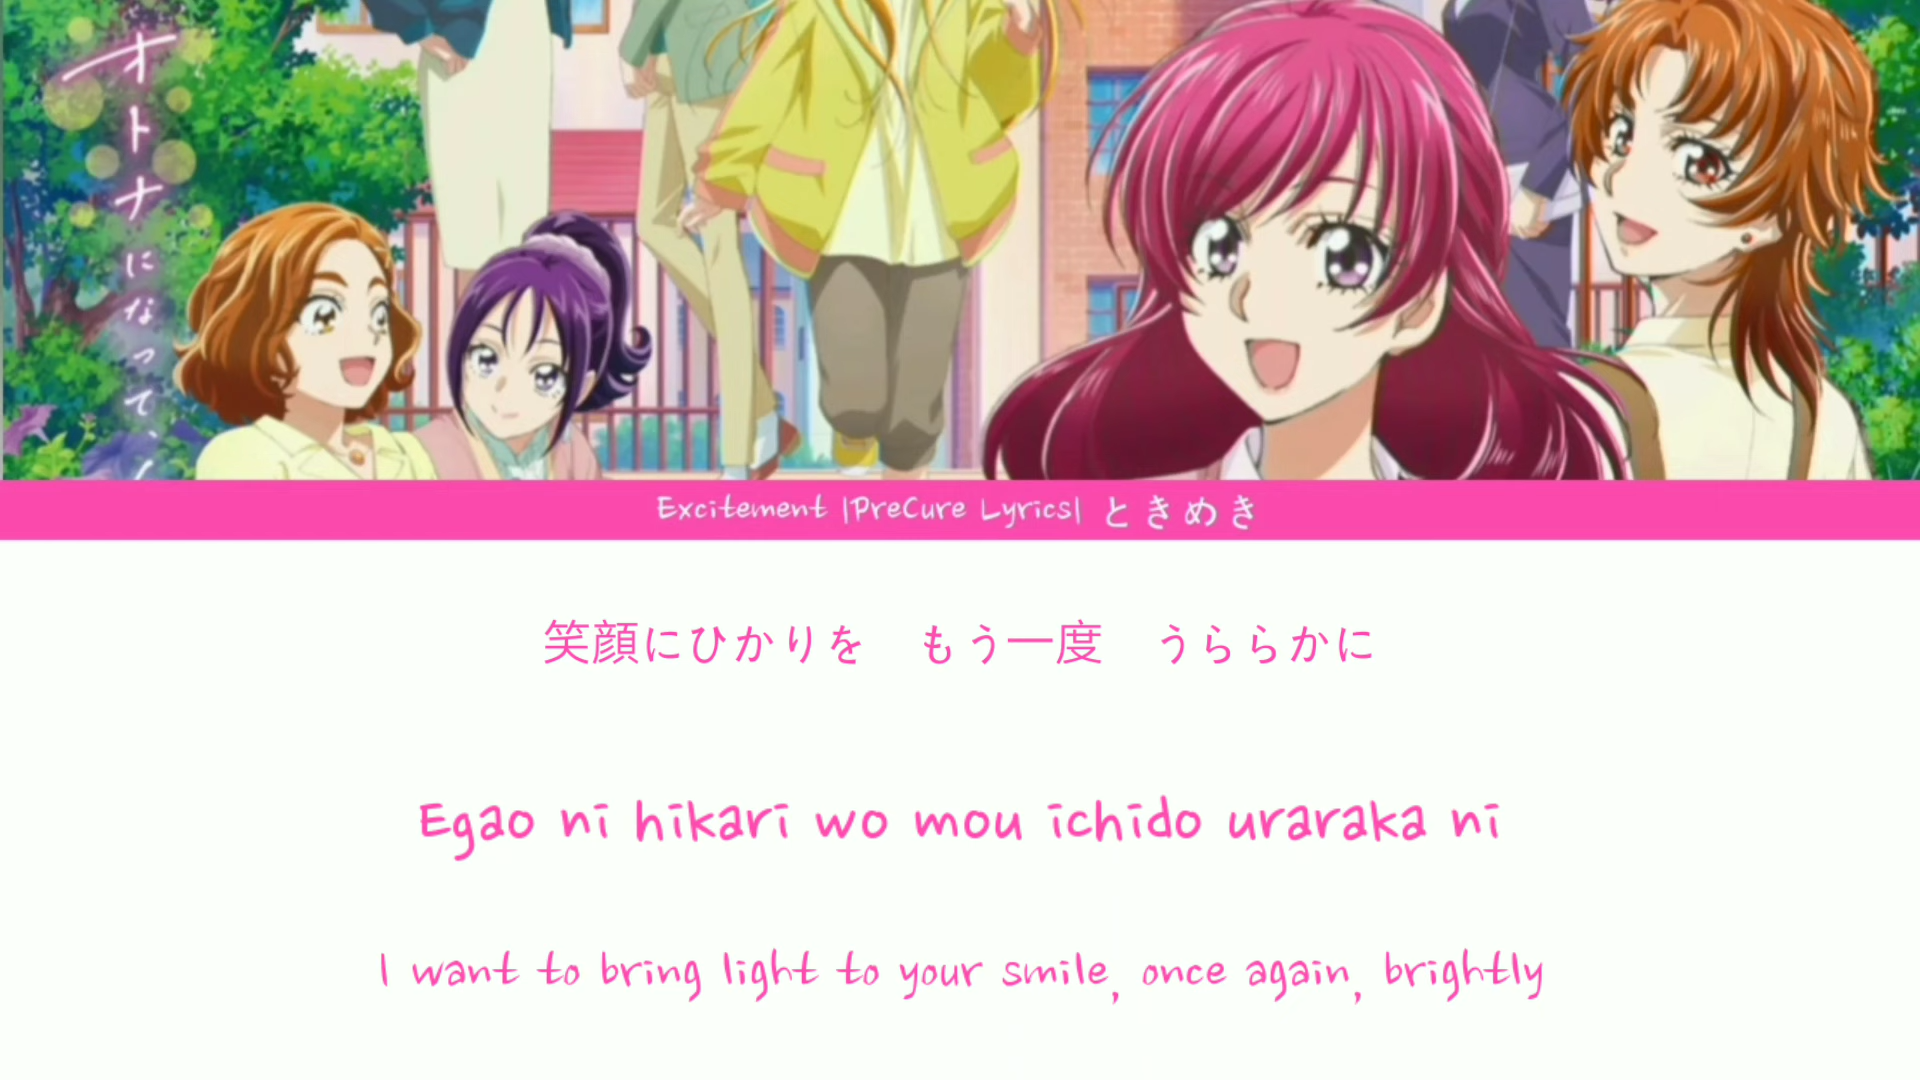 オトナになって、
Excitement |PreCure Lyrics| ときめき
笑顔にひかりを　もう一度　うららかに
Egao ni hikari wo mou ichido uraraka ni
I want to bring light to your smile, once again, brightly